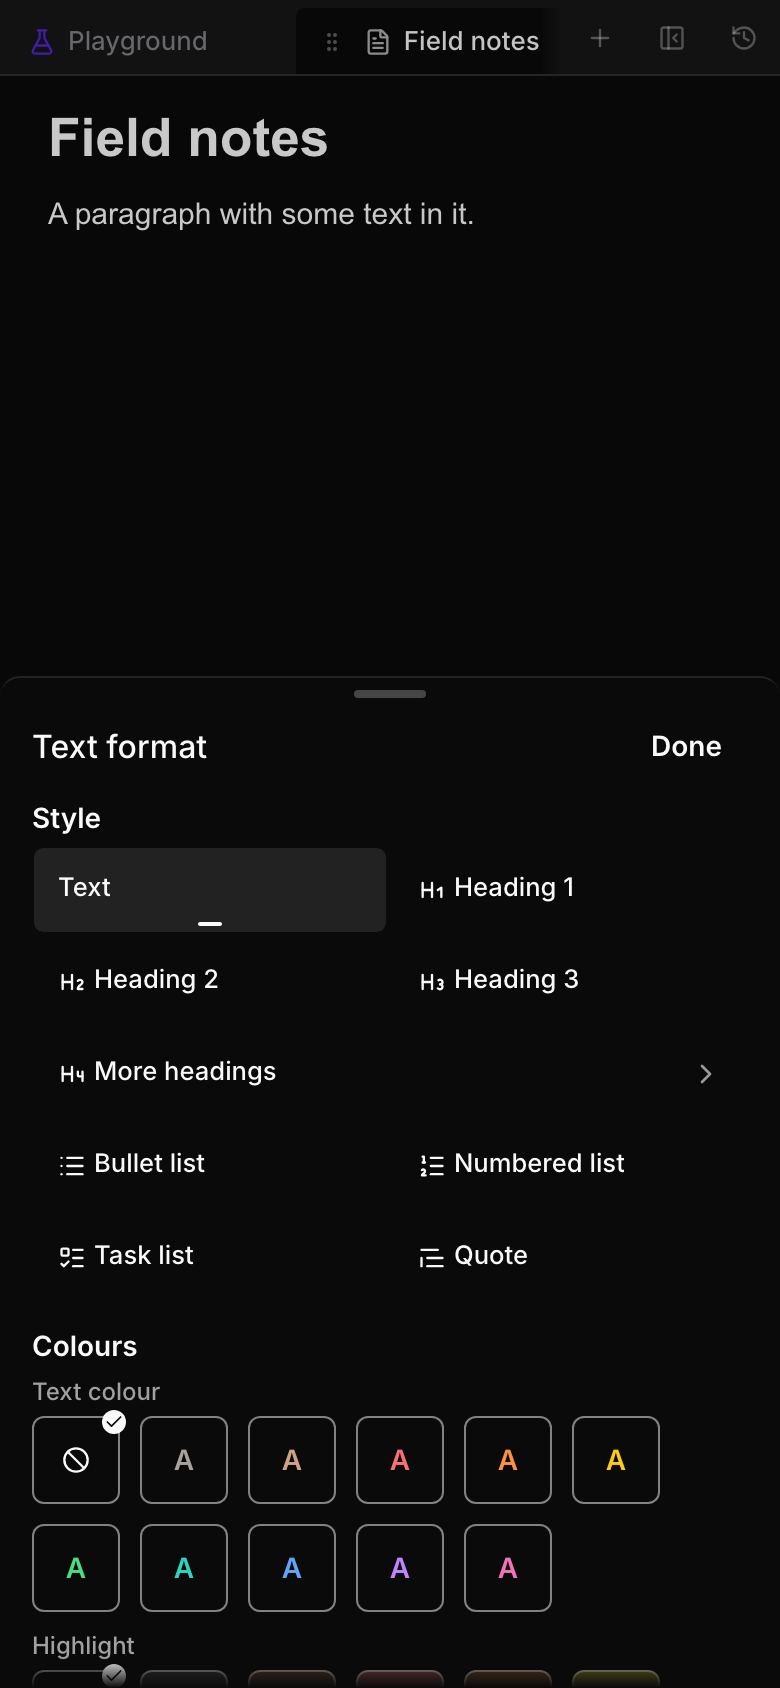 Playground
Field notes
Field notes
A paragraph with some text in it.
Text format
Done
Style
Text
H1 Heading 1
H2 Heading 2
H3 Heading 3
H4 More headings
Bullet list
Numbered list
Task list
Quote
Colours
Text colour
A A A A A
A A A A A
Highlight